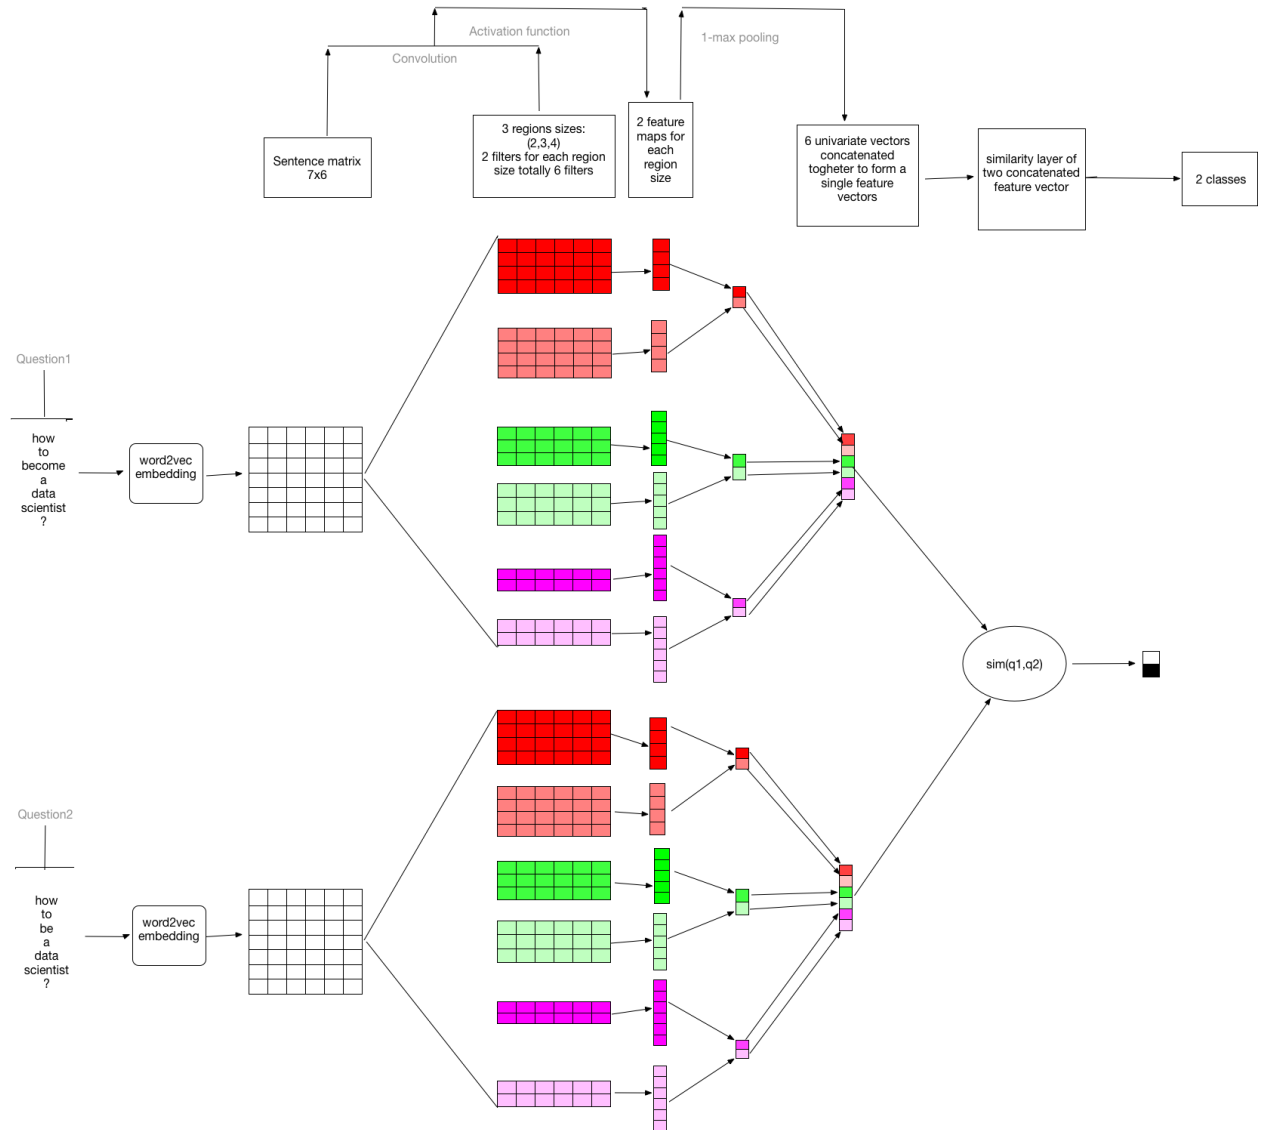 Activation function
Convolution
1-max pooling
Sentence matrix
7x6
3 regions sizes:
(2,3,4)
2 filters for each region
size totally 6 filters
2 feature
maps for
each
region
size
6 univariate vectors
concatenated
togheter to form a
single feature
vectors
similarity layer of
two concatenated
feature vector
2 classes
Question1
how
to
become
a
data
scientist
?
word2vec
embedding
sim(q1,q2)
Question2
how
to
be
a
data
scientist
?
word2vec
embedding